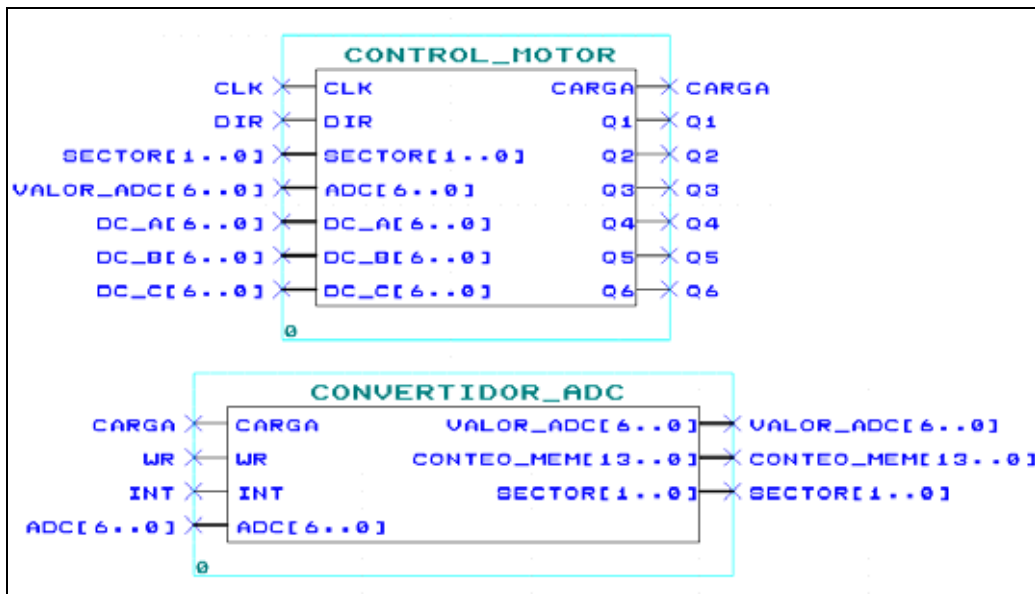 CONTROL_MOTOR
CLK CLK CARGA CARGA
DIR DIR Q1 Q1
SECTOR[1..0] SECTOR[1..0] Q2 Q2
VALOR_ADC[6..0] ADC[6..0] Q3 Q3
DC_A[6..0] DC_A[6..0] Q4 Q4
DC_B[6..0] DC_B[6..0] Q5 Q5
DC_C[6..0] DC_C[6..0] Q6 Q6
0
CONVERTIDOR_ADC
CARGA CARGA VALOR_ADC[6..0] VALOR_ADC[6..0]
WR WR CONTEO_MEM[13..0] CONTEO_MEM[13..0]
INT INT SECTOR[1..0] SECTOR[1..0]
ADC[6..0] ADC[6..0]
0